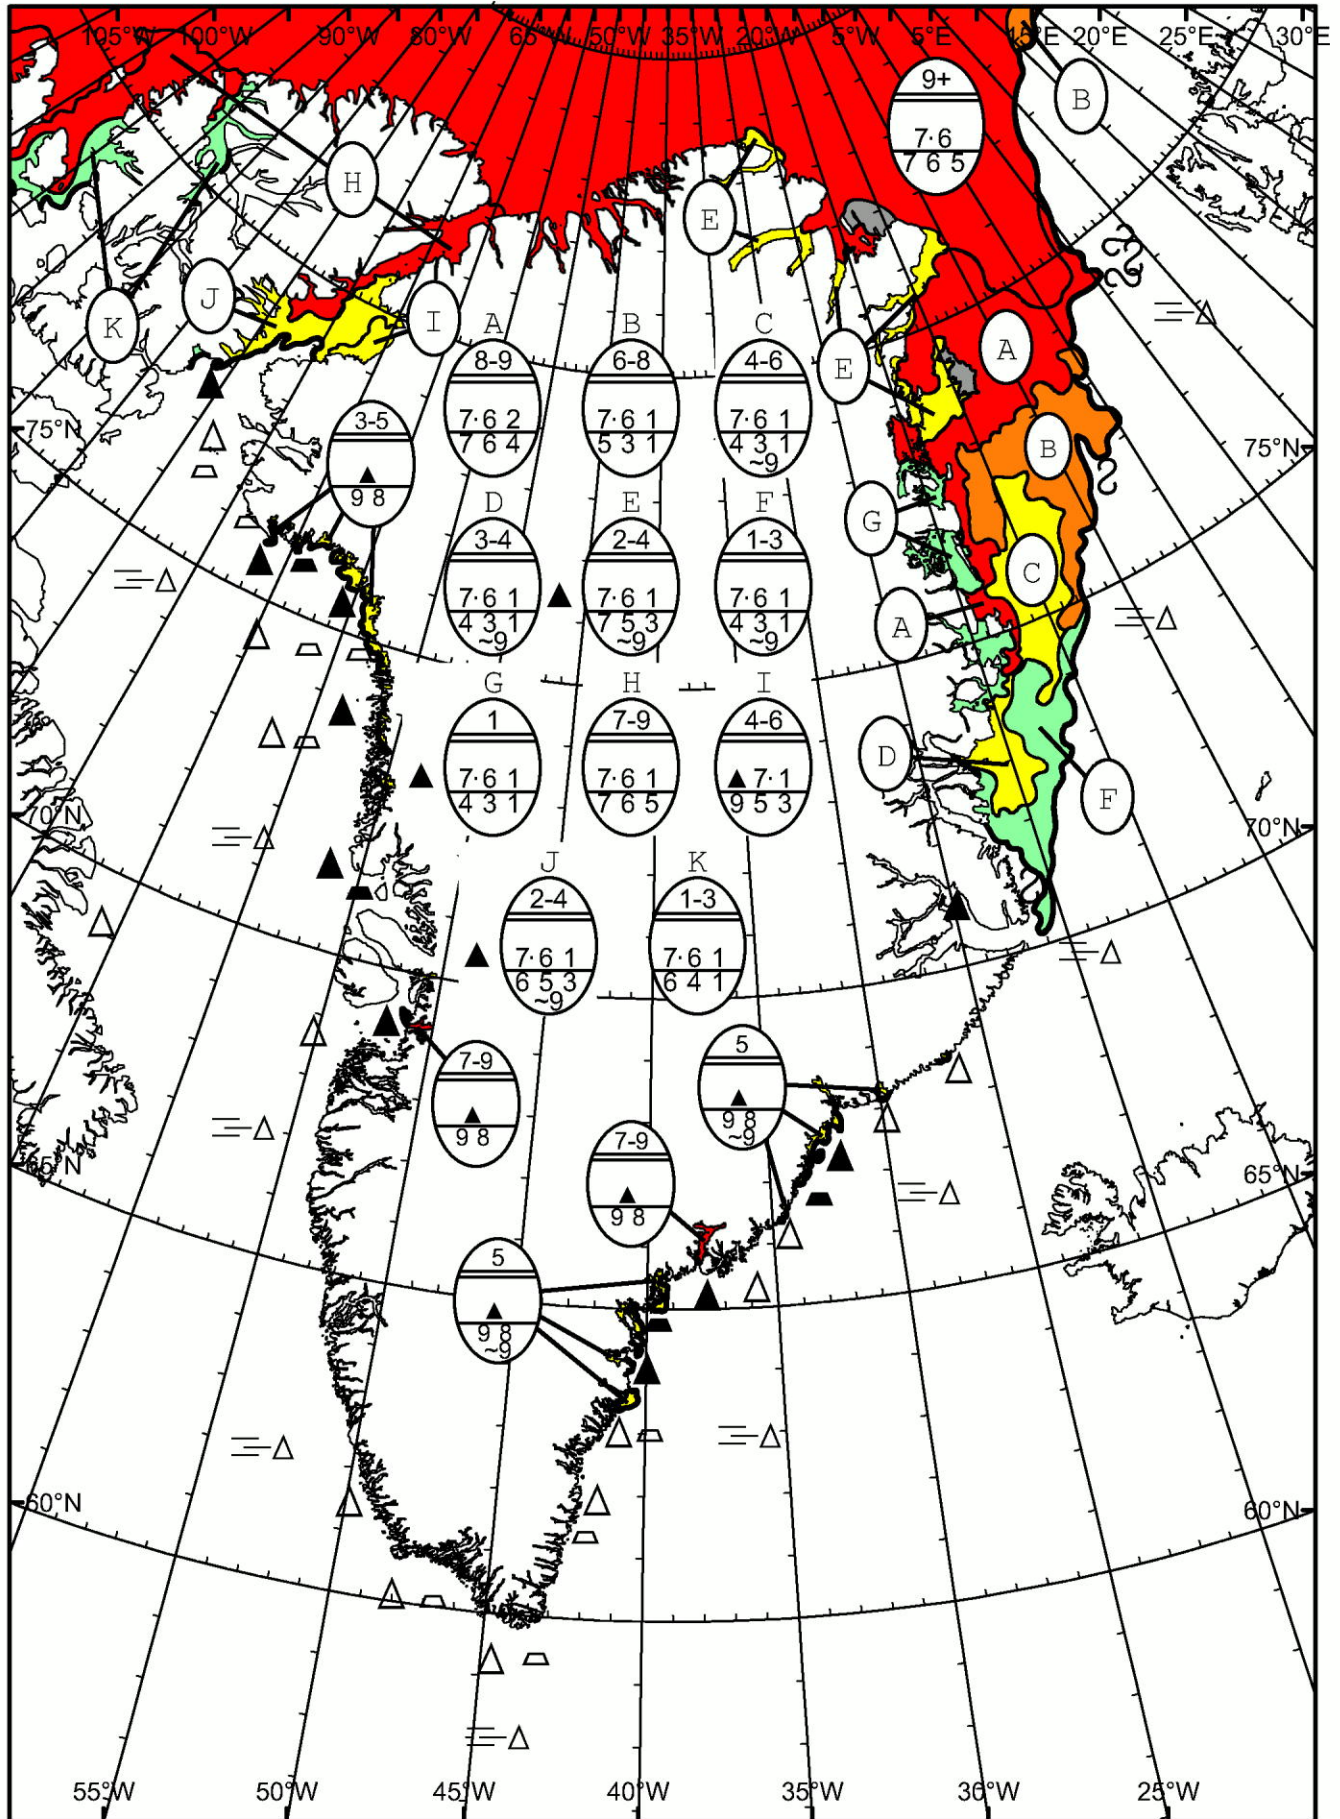 105°W 100°W 90°W 80°W 65°W 50°W 35°W 20°W 5°W 5°E 15°E 20°E 25°E 30°E
9+
7·6
7 6 5
B
H
E
J
K
I
A
E
A B C
8-9 6-8 4-6
7·6 2 7·6 1 7·6 1
7 6 4 5 3 1 4 3 1
~9
3-5
9 8
75°N
75°N
B
G
D E F
3-4 2-4 1-3
7·6 1 7·6 1 7·6 1
4 3 1 7 5 3 4 3 1
~9 ~9 ~9
C
A
G H I
1 7-9 4-6
7·6 1 7·6 1 7·1
4 3 1 7 6 5 9 5 3
D
F
70°N
70°N
J K
2-4 1-3
7·6 1 7·6 1
6 5 3 6 4 1
~9
7-9
9 8
5
9 8
~9
7-9
9 8
65°N
65°N
5
9 8
~9
60°N
60°N
55°W 50°W 45°W 40°W 35°W 30°W 25°W